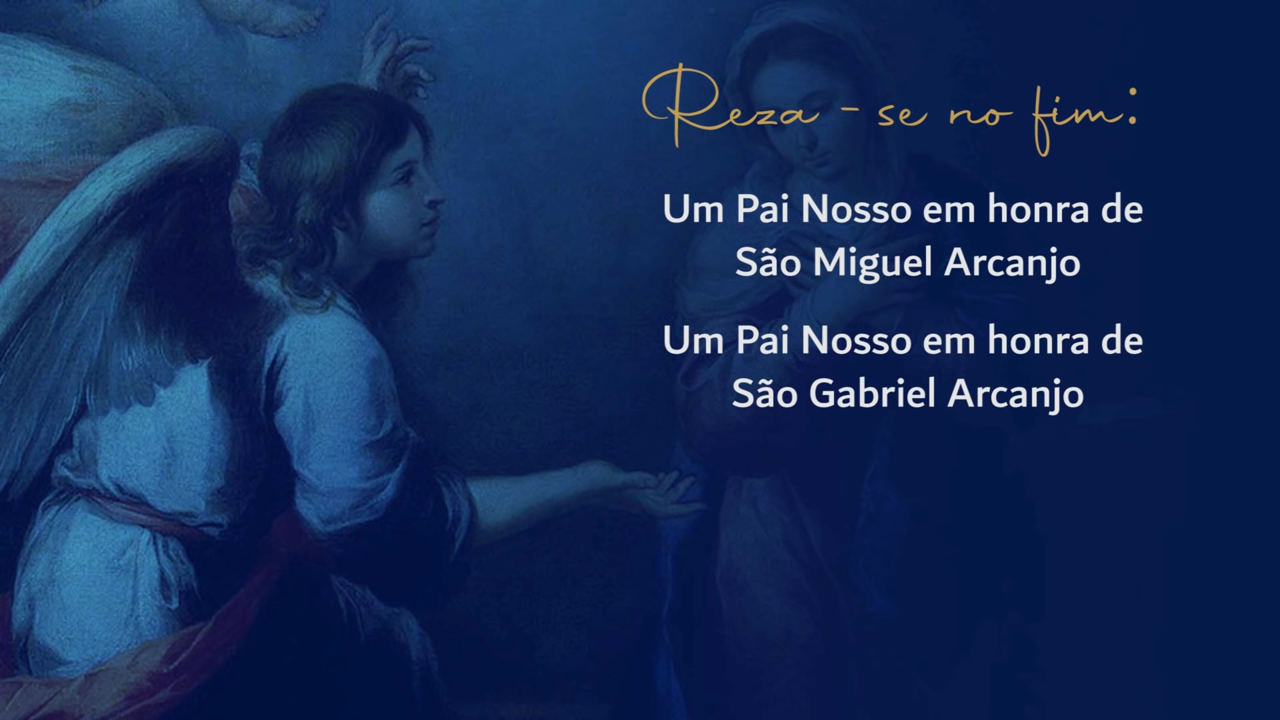 Reza-se no fim:
Um Pai Nosso em honra de
São Miguel Arcanjo
Um Pai Nosso em honra de
São Gabriel Arcanjo